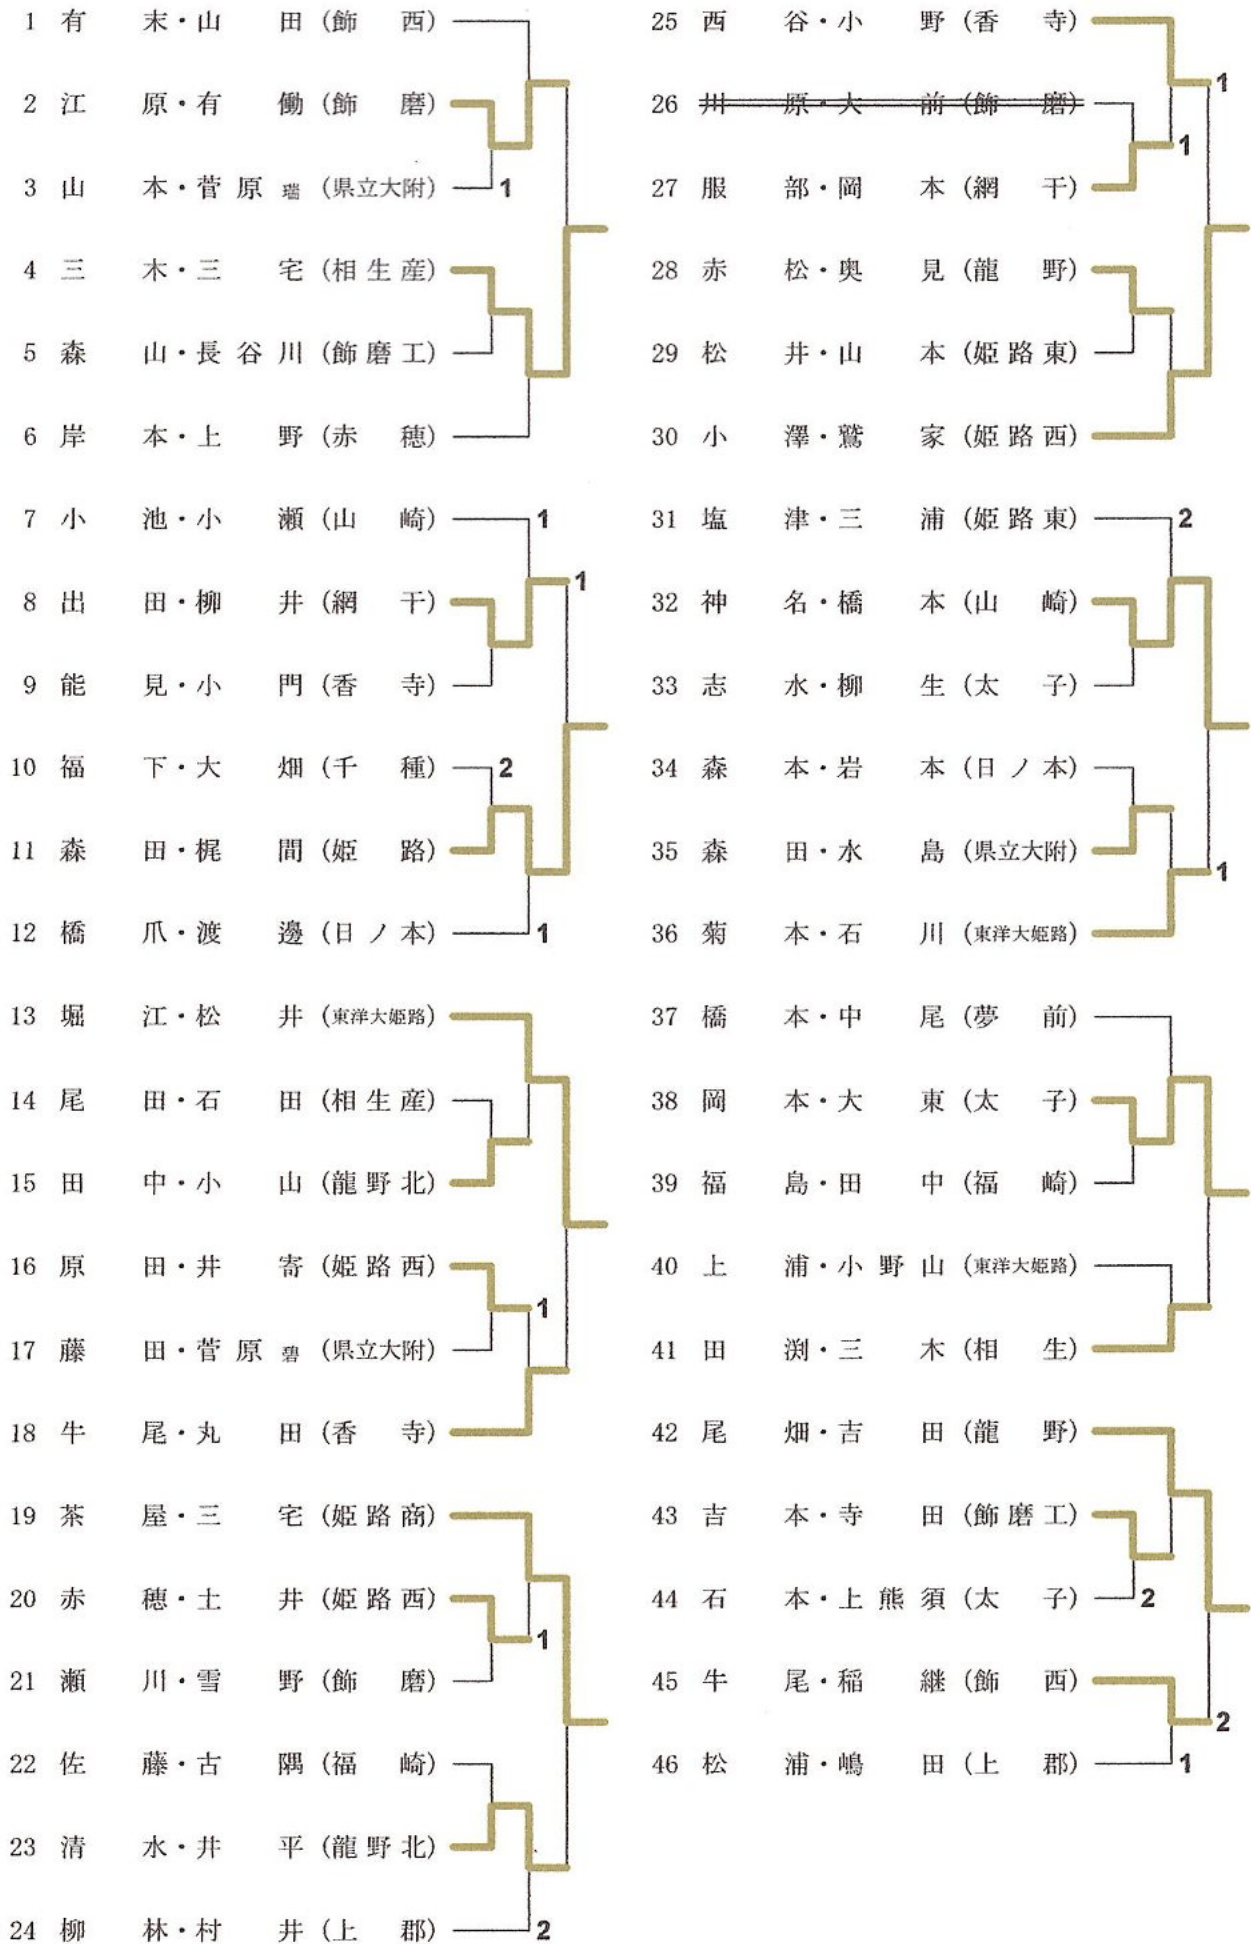 1 有末・山田 (飾西)
2 江原・有働 (飾磨)
3 山本・菅原瑞 (県立大附) 1
4 三木・三宅 (相生産)
5 森山・長谷川 (飾磨工)
6 岸本・上野 (赤穂)
7 小池・小瀬 (山崎) 1
1
8 出田・柳井 (網干)
9 能見・小門 (香寺)
10 福下・大畑 (千種) 2
11 森田・梶間 (姫路)
12 橋爪・渡邊 (日ノ本) 1
13 堀江・松井 (東洋大姫路)
14 尾田・石田 (相生産)
15 田中・小山 (龍野北)
16 原田・井寄 (姫路西)
1
17 藤田・菅原碧 (県立大附)
18 牛尾・丸田 (香寺)
19 茶屋・三宅 (姫路商)
20 赤穂・土井 (姫路西)
1
21 瀬川・雪野 (飾磨)
22 佐藤・古隅 (福崎)
23 清水・井平 (龍野北)
24 柳林・村井 (上郡) 2
25 西谷・小野 (香寺)
1
26 川原・大前 (飾磨)
1
27 服部・岡本 (網干)
28 赤松・奥見 (龍野)
29 松井・山本 (姫路東)
30 小澤・鷲家 (姫路西)
31 塩津・三浦 (姫路東) 2
32 神名・橋本 (山崎)
33 志水・柳生 (太子)
34 森本・岩本 (日ノ本)
35 森田・水島 (県立大附)
1
36 菊本・石川 (東洋大姫路)
37 橋本・中尾 (夢前)
38 岡本・大東 (太子)
39 福島・田中 (福崎)
40 上浦・小野山 (東洋大姫路)
41 田渕・三木 (相生)
42 尾畑・吉田 (龍野)
43 吉本・寺田 (飾磨工)
44 石本・上熊須 (太子) 2
45 牛尾・稲継 (飾西)
2
46 松浦・嶋田 (上郡) 1